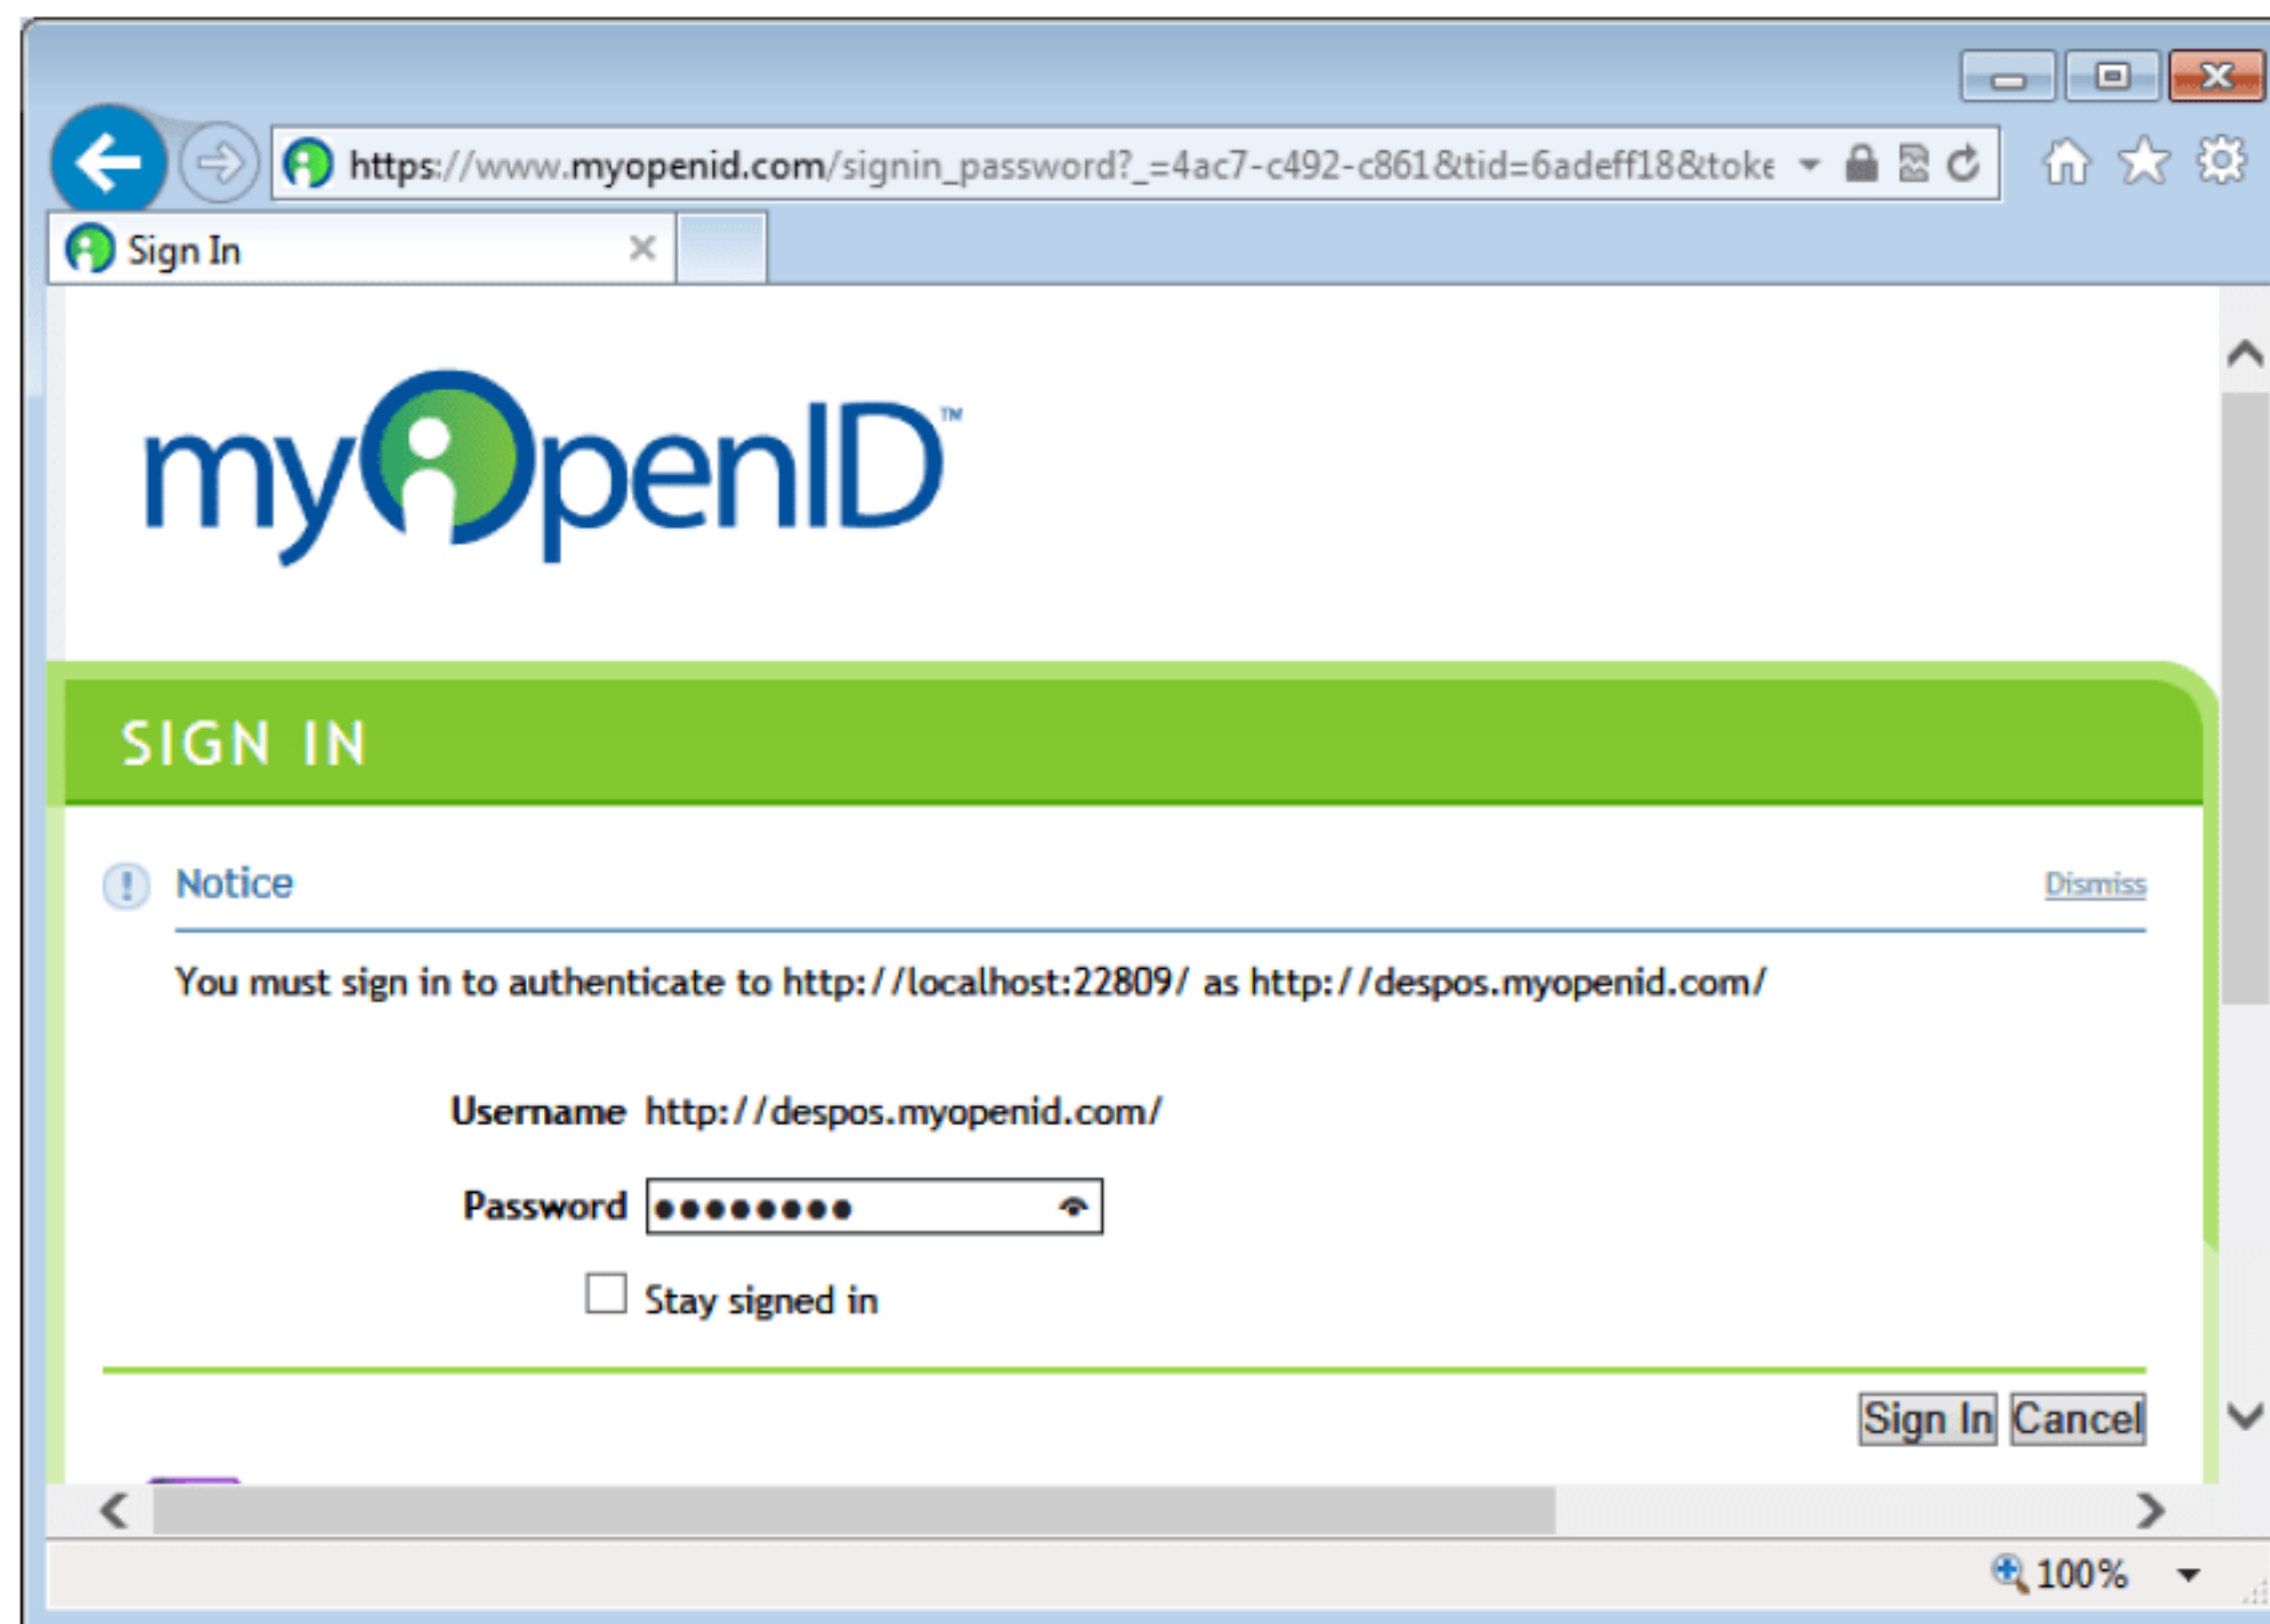 https://www.myopenid.com/signin_password?_=4ac7-c492-c861&tid=6adeff18&toke
Sign In
myOpenID™
SIGN IN
Notice
Dismiss
You must sign in to authenticate to http://localhost:22809/ as http://despos.myopenid.com/
Username http://despos.myopenid.com/
Password ●●●●●●●●
Stay signed in
Sign In Cancel
100%